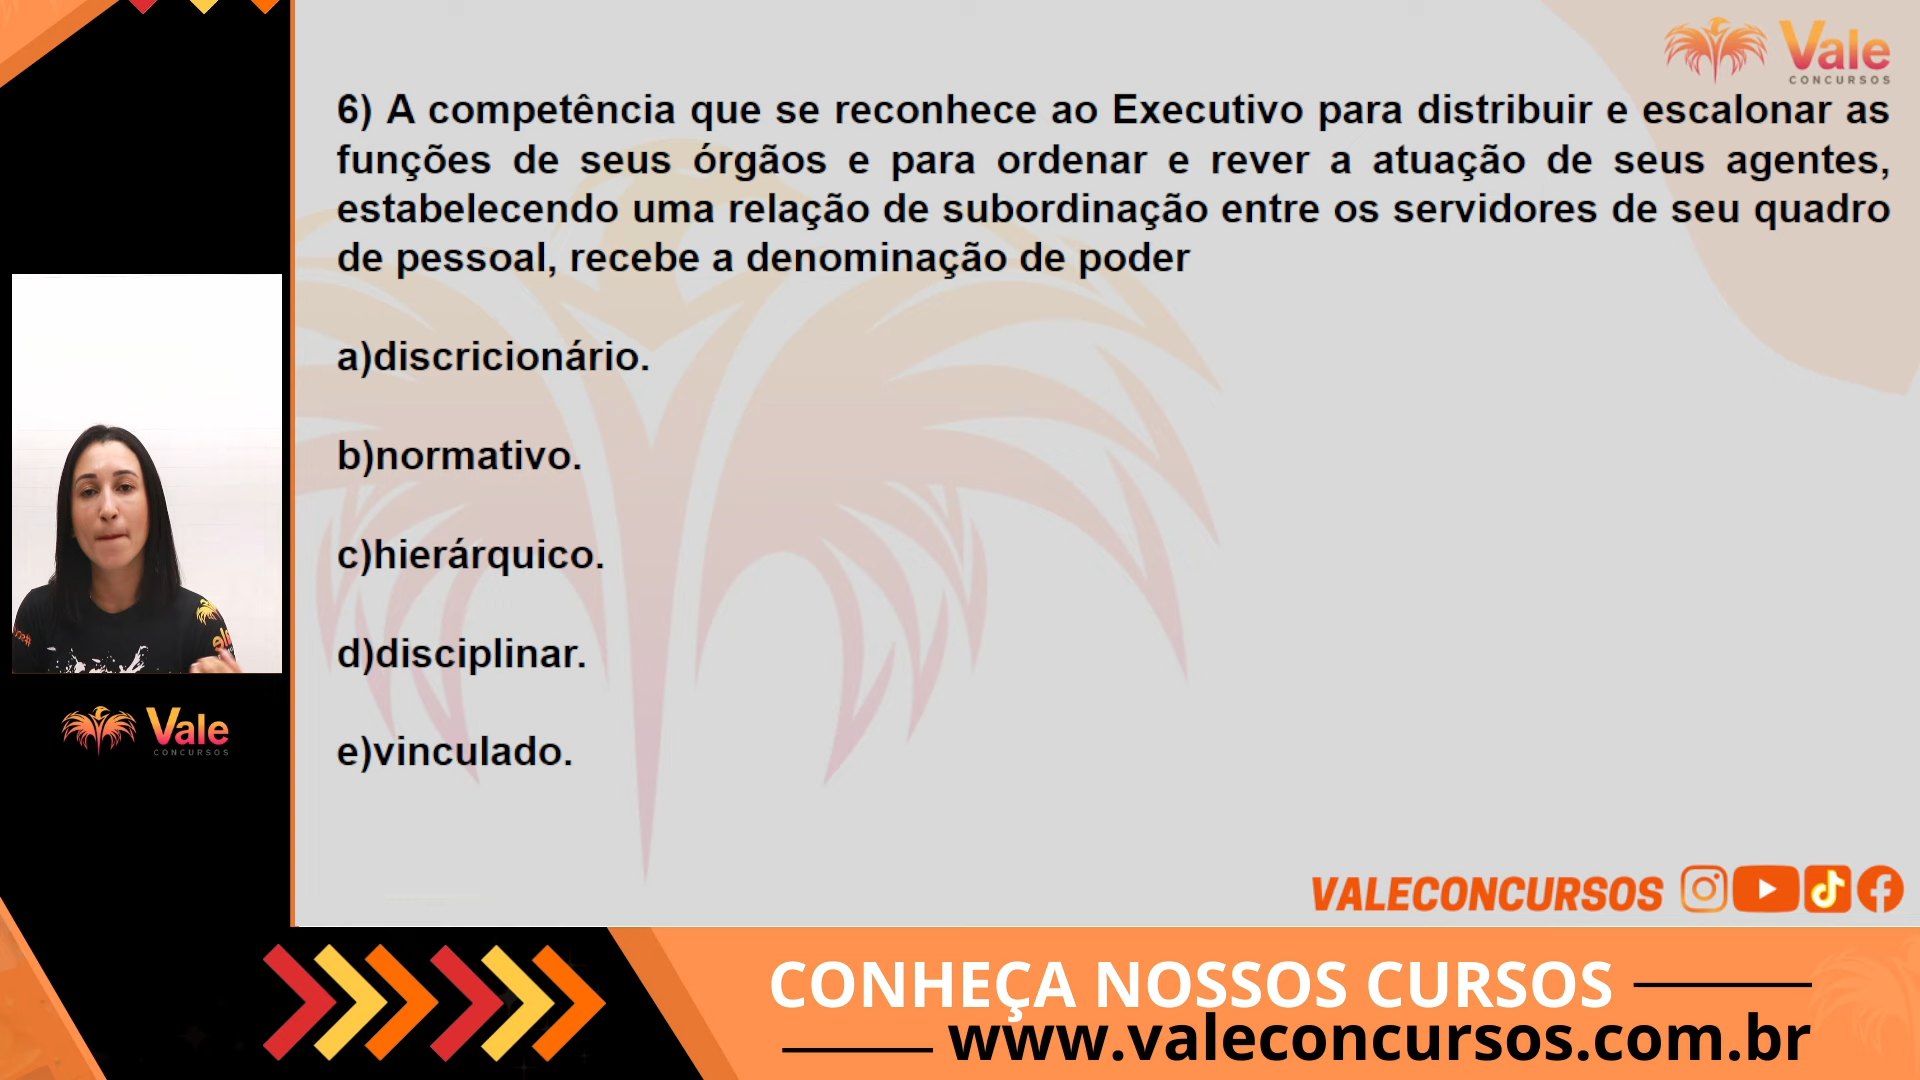 Vale
CONCURSOS
6) A competência que se reconhece ao Executivo para distribuir e escalonar as
funções de seus órgãos e para ordenar e rever a atuação de seus agentes,
estabelecendo uma relação de subordinação entre os servidores de seu quadro
de pessoal, recebe a denominação de poder
a)discricionário.
b)normativo.
c)hierárquico.
d)disciplinar.
e)vinculado.
Vale
CONCURSOS
VALECONCURSOS
CONHEÇA NOSSOS CURSOS
www.valeconcursos.com.br